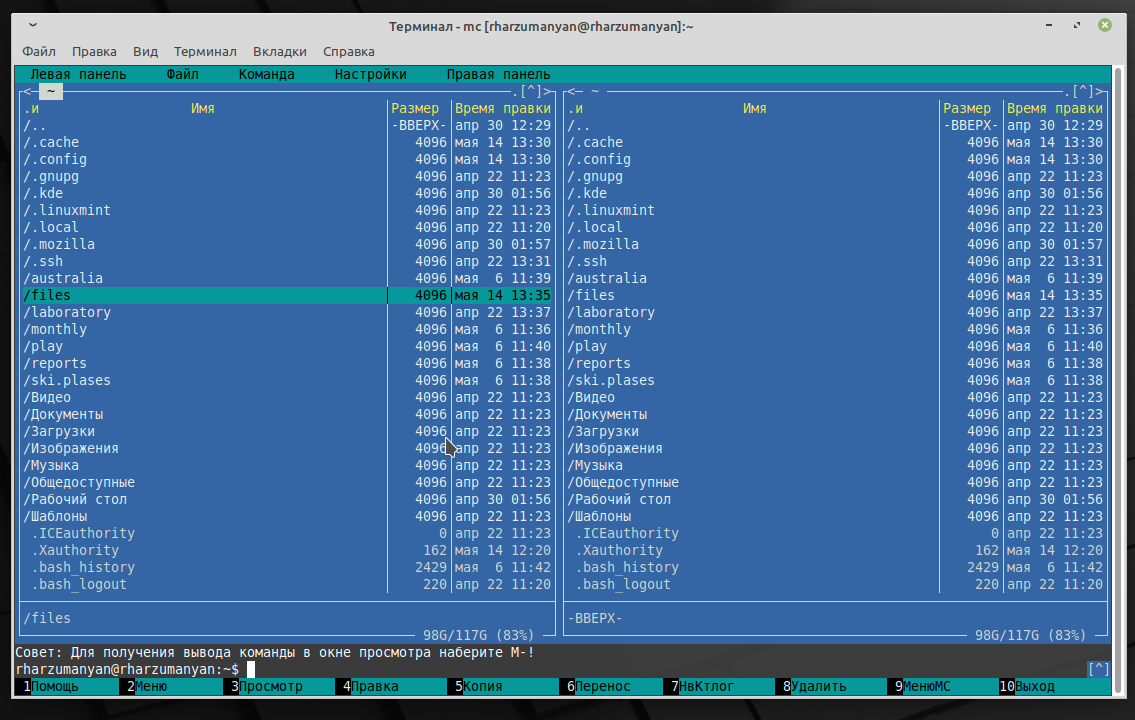 Терминал - mc [rharzumanyan@rharzumanyan]:~
Файл Правка Вид Терминал Вкладки Справка
Левая панель Файл Команда Настройки Правая панель
<─ ~ .[^]> <─ ~ .[^]>
.и Имя Размер Время правки .и Имя Размер Время правки
/.. -ВВЕРХ- апр 30 12:29 /.. -ВВЕРХ- апр 30 12:29
/.cache 4096 мая 14 13:30 /.cache 4096 мая 14 13:30
/.config 4096 мая 14 13:30 /.config 4096 мая 14 13:30
/.gnupg 4096 апр 22 11:23 /.gnupg 4096 апр 22 11:23
/.kde 4096 апр 30 01:56 /.kde 4096 апр 30 01:56
/.linuxmint 4096 апр 22 11:23 /.linuxmint 4096 апр 22 11:23
/.local 4096 апр 22 11:20 /.local 4096 апр 22 11:20
/.mozilla 4096 апр 30 01:57 /.mozilla 4096 апр 30 01:57
/.ssh 4096 апр 22 13:31 /.ssh 4096 апр 22 13:31
/australia 4096 мая 6 11:39 /australia 4096 мая 6 11:39
/files 4096 мая 14 13:35 /files 4096 мая 14 13:35
/laboratory 4096 апр 22 13:37 /laboratory 4096 апр 22 13:37
/monthly 4096 мая 6 11:36 /monthly 4096 мая 6 11:36
/play 4096 мая 6 11:40 /play 4096 мая 6 11:40
/reports 4096 мая 6 11:38 /reports 4096 мая 6 11:38
/ski.plases 4096 мая 6 11:38 /ski.plases 4096 мая 6 11:38
/Видео 4096 апр 22 11:23 /Видео 4096 апр 22 11:23
/Документы 4096 апр 22 11:23 /Документы 4096 апр 22 11:23
/Загрузки 4096 апр 22 11:23 /Загрузки 4096 апр 22 11:23
/Изображения 4096 апр 22 11:23 /Изображения 4096 апр 22 11:23
/Музыка 4096 апр 22 11:23 /Музыка 4096 апр 22 11:23
/Общедоступные 4096 апр 22 11:23 /Общедоступные 4096 апр 22 11:23
/Рабочий стол 4096 апр 30 01:56 /Рабочий стол 4096 апр 30 01:56
/Шаблоны 4096 апр 22 11:23 /Шаблоны 4096 апр 22 11:23
.ICEauthority 0 апр 22 11:23 .ICEauthority 0 апр 22 11:23
.Xauthority 162 мая 14 12:20 .Xauthority 162 мая 14 12:20
.bash_history 2429 мая 6 11:42 .bash_history 2429 мая 6 11:42
.bash_logout 220 апр 22 11:20 .bash_logout 220 апр 22 11:20
/files -ВВЕРХ-
98G/117G (83%) 98G/117G (83%)
Совет: Для получения вывода команды в окне просмотра наберите M-!
rharzumanyan@rharzumanyan:~$ [^]
1Помощь 2Меню 3Просмотр 4Правка 5Копия 6Перенос 7НвКтлог 8Удалить 9МенюMC 10Выход